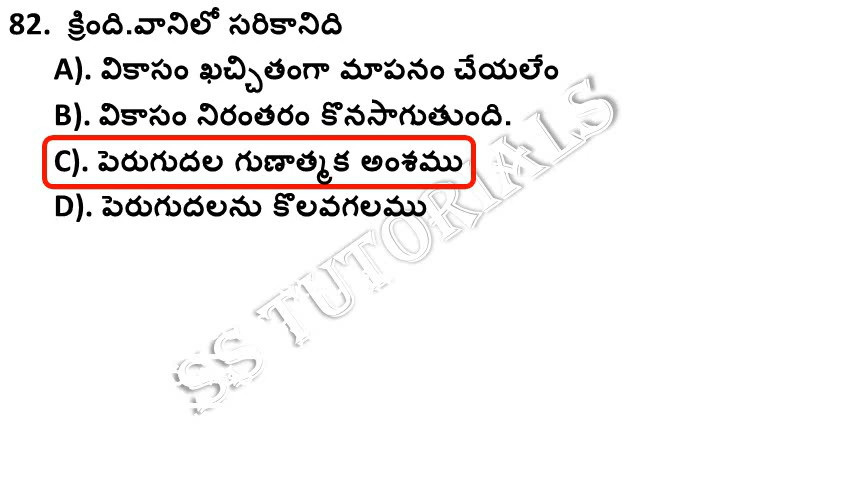 82. క్రింది.వానిలో సరికానిది
A). వికాసం ఖచ్చితంగా మాపనం చేయలేం
B). వికాసం నిరంతరం కొనసాగుతుంది.
C). పెరుగుదల గుణాత్మక అంశము
D). పెరుగుదలను కొలవగలము
SS TUTORIALS